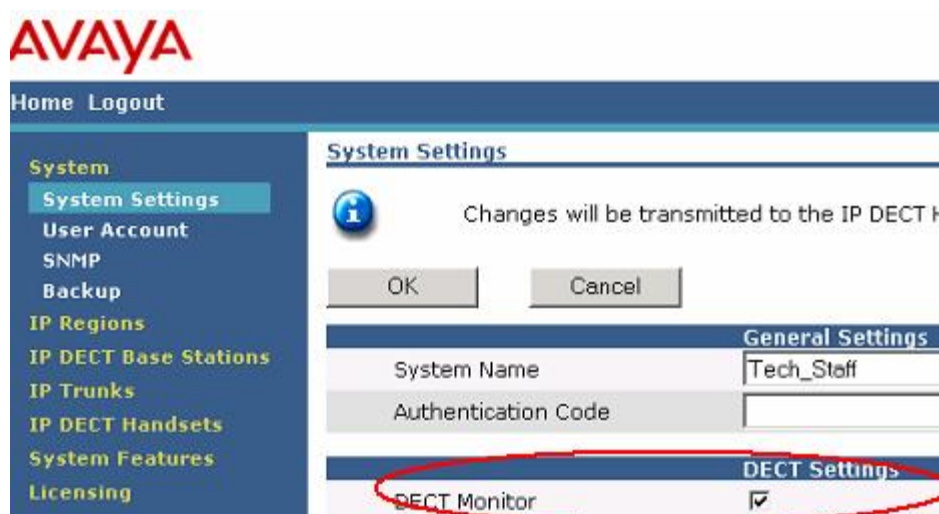 AVAYA
Home Logout
System
System Settings
User Account
SNMP
Backup
IP Regions
IP DECT Base Stations
IP Trunks
IP DECT Handsets
System Features
Licensing
System Settings
Changes will be transmitted to the IP DECT
OK Cancel
General Settings
System Name Tech_Staff
Authentication Code
DECT Settings
DECT Monitor